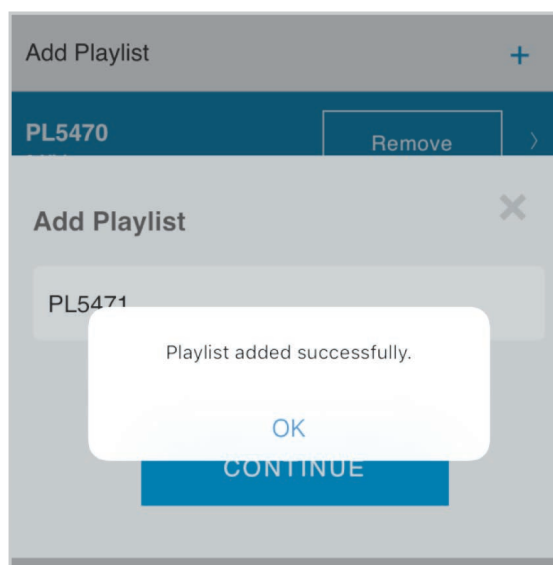 Add Playlist +
PL5470
Remove
Add Playlist
PL5471
Playlist added successfully.
OK
CONTINUE